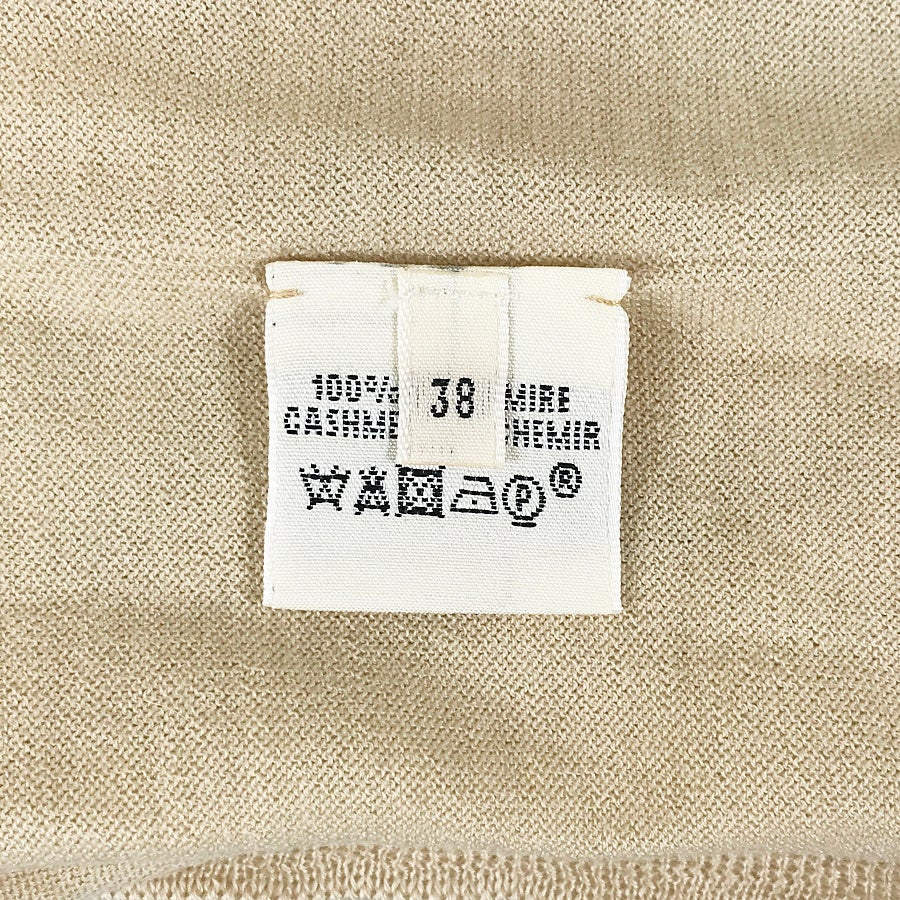 38
100%
MIRE
CASHME
HEMIR
P
®